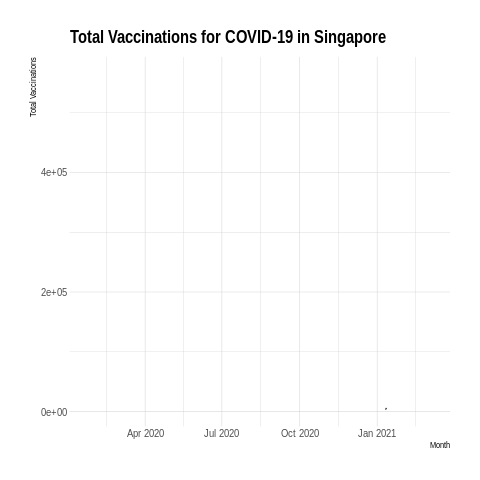 Total Vaccinations for COVID-19 in Singapore
Total Vaccinations
4e+05
2e+05
0e+00
Apr 2020 Jul 2020 Oct 2020 Jan 2021
Month